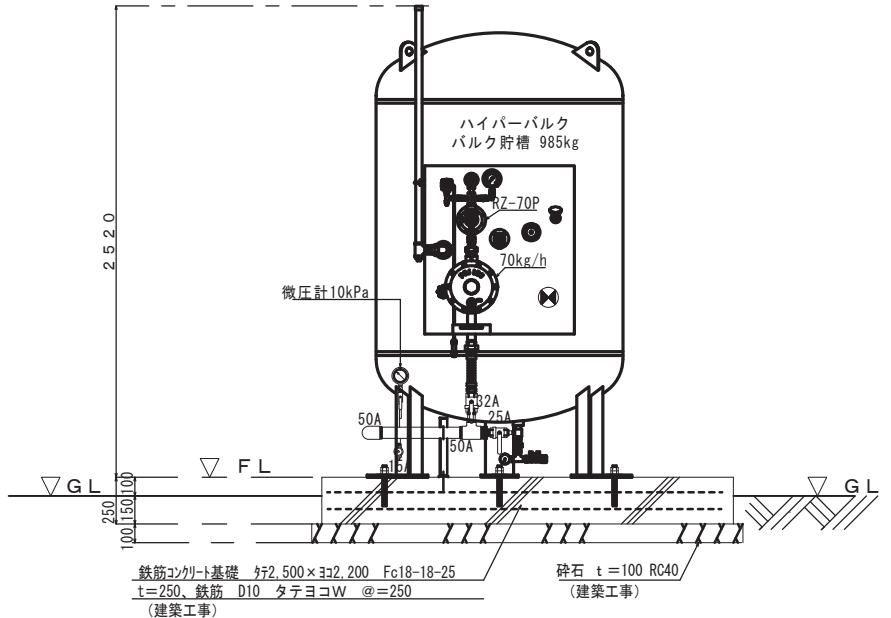 ハイパーバルク
バルク貯槽 985kg
RZ-70P
70kg/h
微圧計10kPa
2520
32A
50A
25A
50A
15A
FL
GL
GL
100
250
150
100
鉄筋コンクリート基礎 タテ2,500×ヨコ2,200 Fc18-18-25
t=250、鉄筋 D10 タテヨコW @=250
(建築工事)
砕石 t=100 RC40
(建築工事)